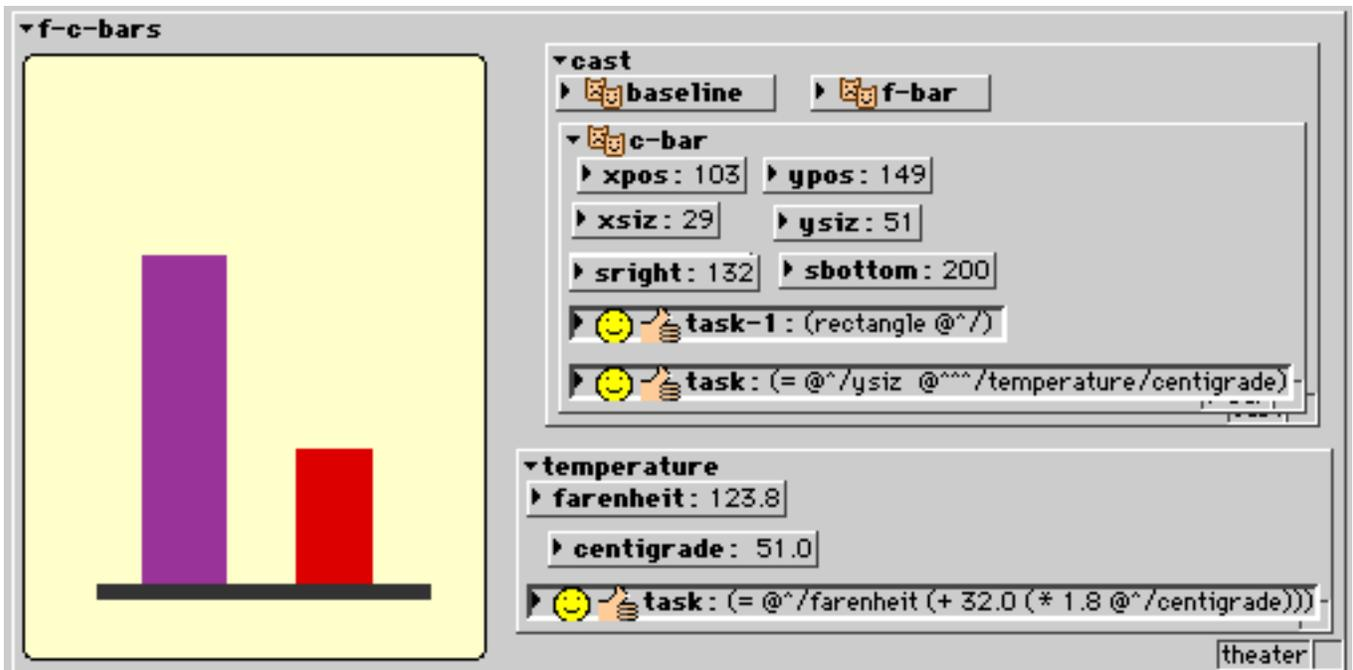 f-c-bars
cast
baseline f-bar
c-bar
xpos: 103 ypos: 149
xsiz: 29 ysiz: 51
sright: 132 sbottom: 200
task-1: (rectangle @^/)
task: (= @^/ysiz @^^^/temperature/centigrade)
temperature
farenheit: 123.8
centigrade: 51.0
task: (= @^/farenheit (+ 32.0 (* 1.8 @^/centigrade)))
theater